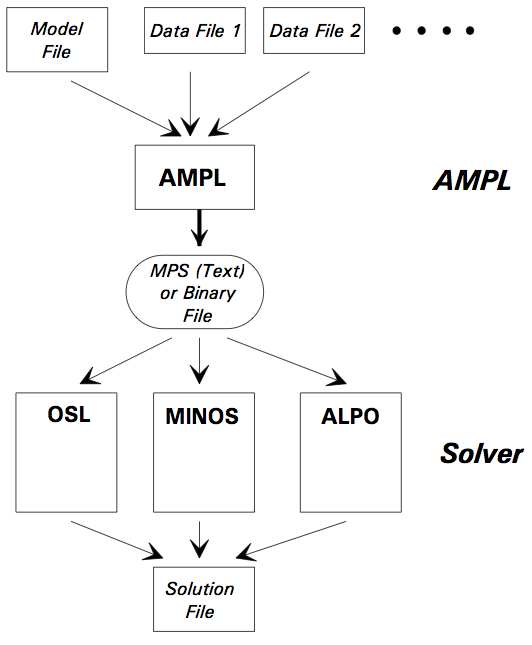 Model
File
Data File 1
Data File 2
AMPL
AMPL
MPS (Text)
or Binary
File
OSL
MINOS
ALPO
Solver
Solution
File